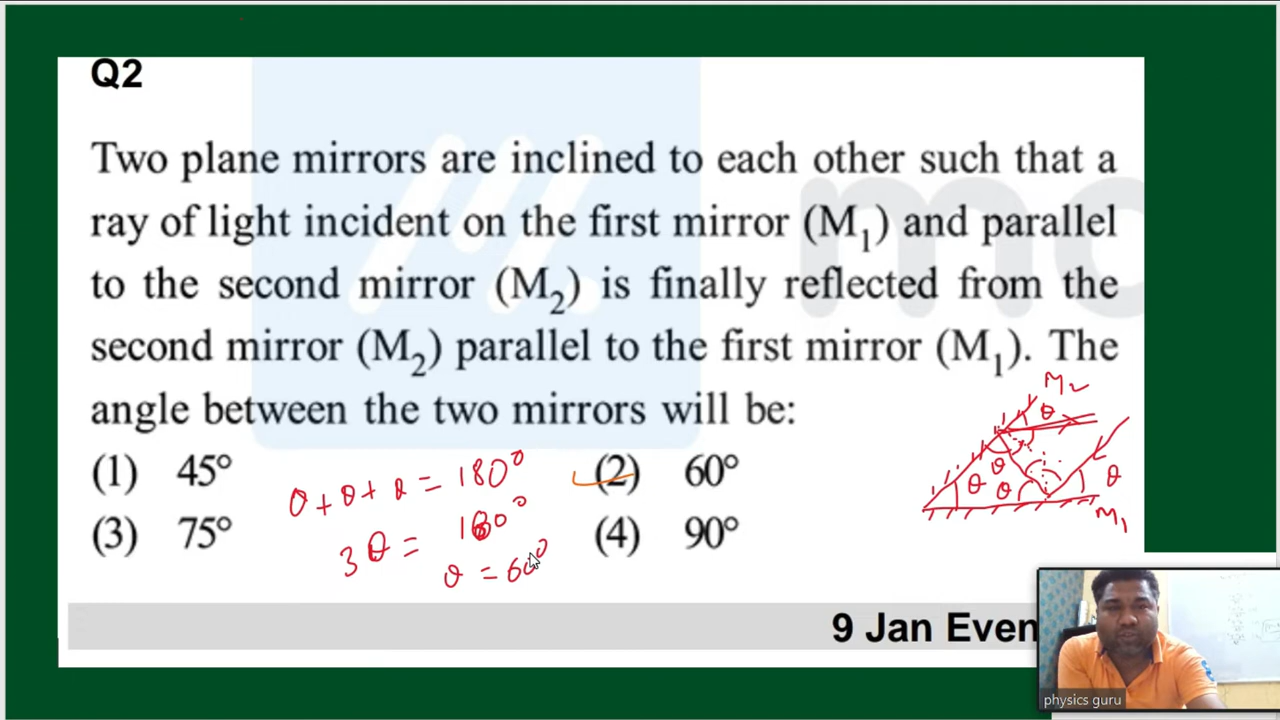 Q2
Two plane mirrors are inclined to each other such that a
ray of light incident on the first mirror (M₁) and parallel
to the second mirror (M₂) is finally reflected from the
second mirror (M₂) parallel to the first mirror (M₁). The
angle between the two mirrors will be:
(1) 45° (2) 60°
(3) 75° (4) 90°
θ + θ + θ = 180°
3θ = 180°
θ = 60°
M₂
θ
θ
θ θ θ
M₁
9 Jan Even
physics guru